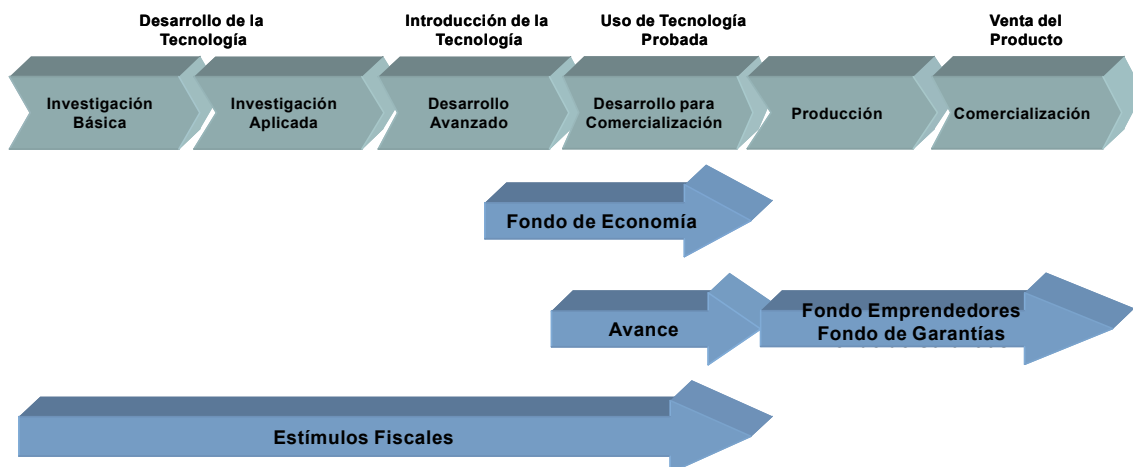 Desarrollo de la
Tecnología
Introducción de la
Tecnología
Uso de Tecnología
Probada
Venta del
Producto
Investigación
Básica
Investigación
Aplicada
Desarrollo
Avanzado
Desarrollo para
Comercialización
Producción
Comercialización
Fondo de Economía
Avance
Fondo Emprendedores
Fondo de Garantías
Estímulos Fiscales